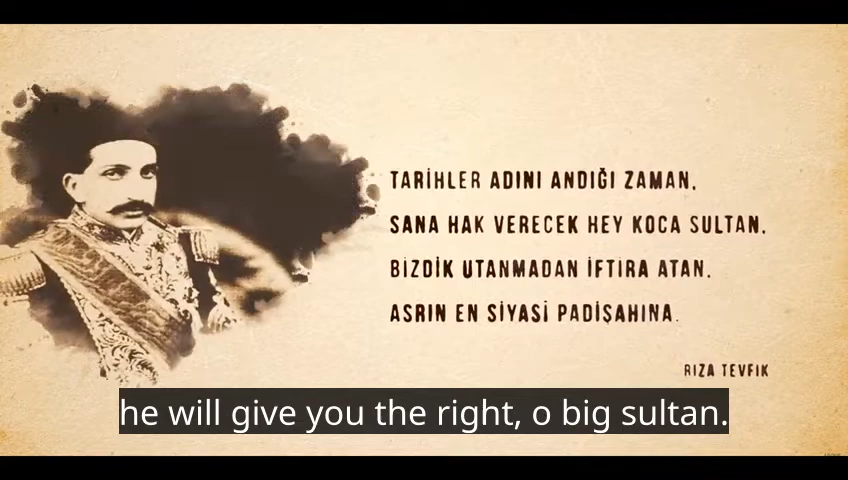 TARİHLER ADINI ANDIĞI ZAMAN,
SANA HAK VERECEK HEY KOCA SULTAN,
BİZDİK UTANMADAN İFTİRA ATAN,
ASRIN EN SİYASİ PADİŞAHINA.
RIZA TEVFIK
he will give you the right, o big sultan.